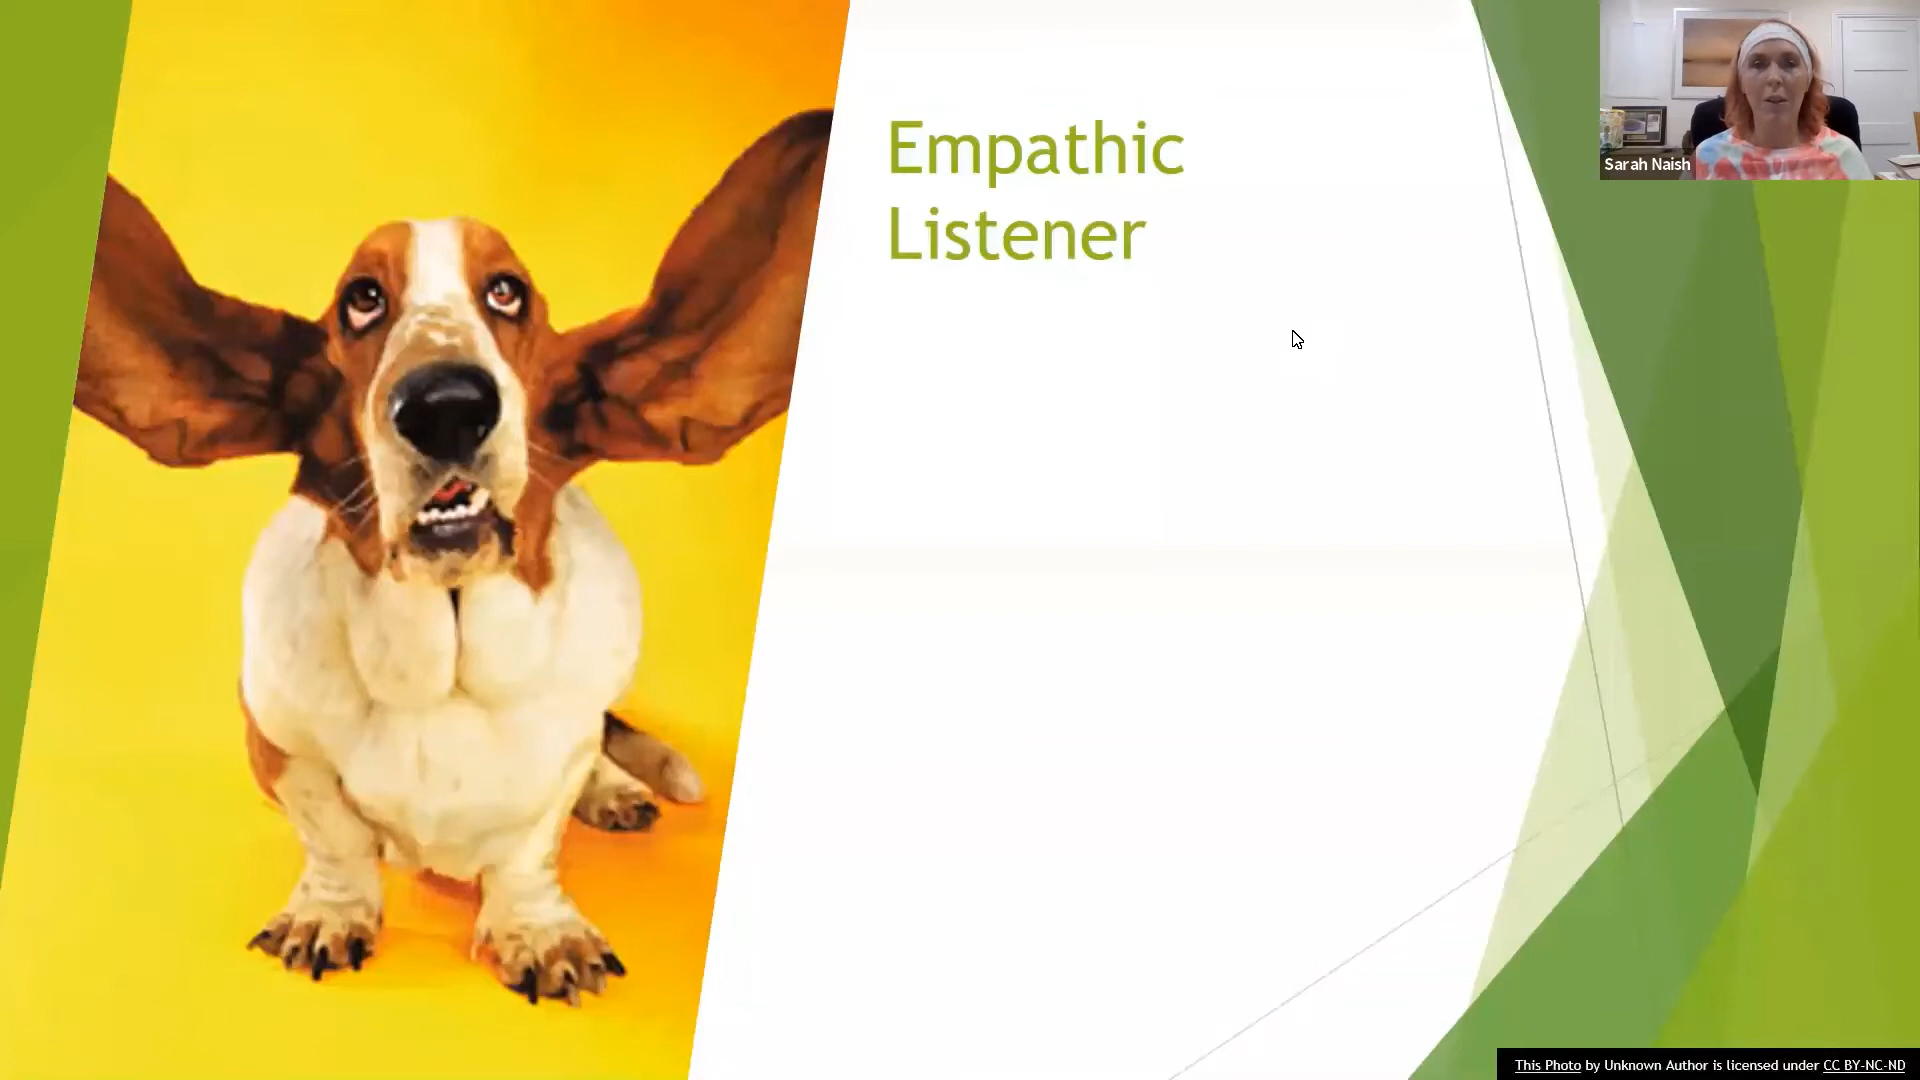 Empathic
Listener
Sarah Naish
This Photo by Unknown Author is licensed under CC BY-NC-ND